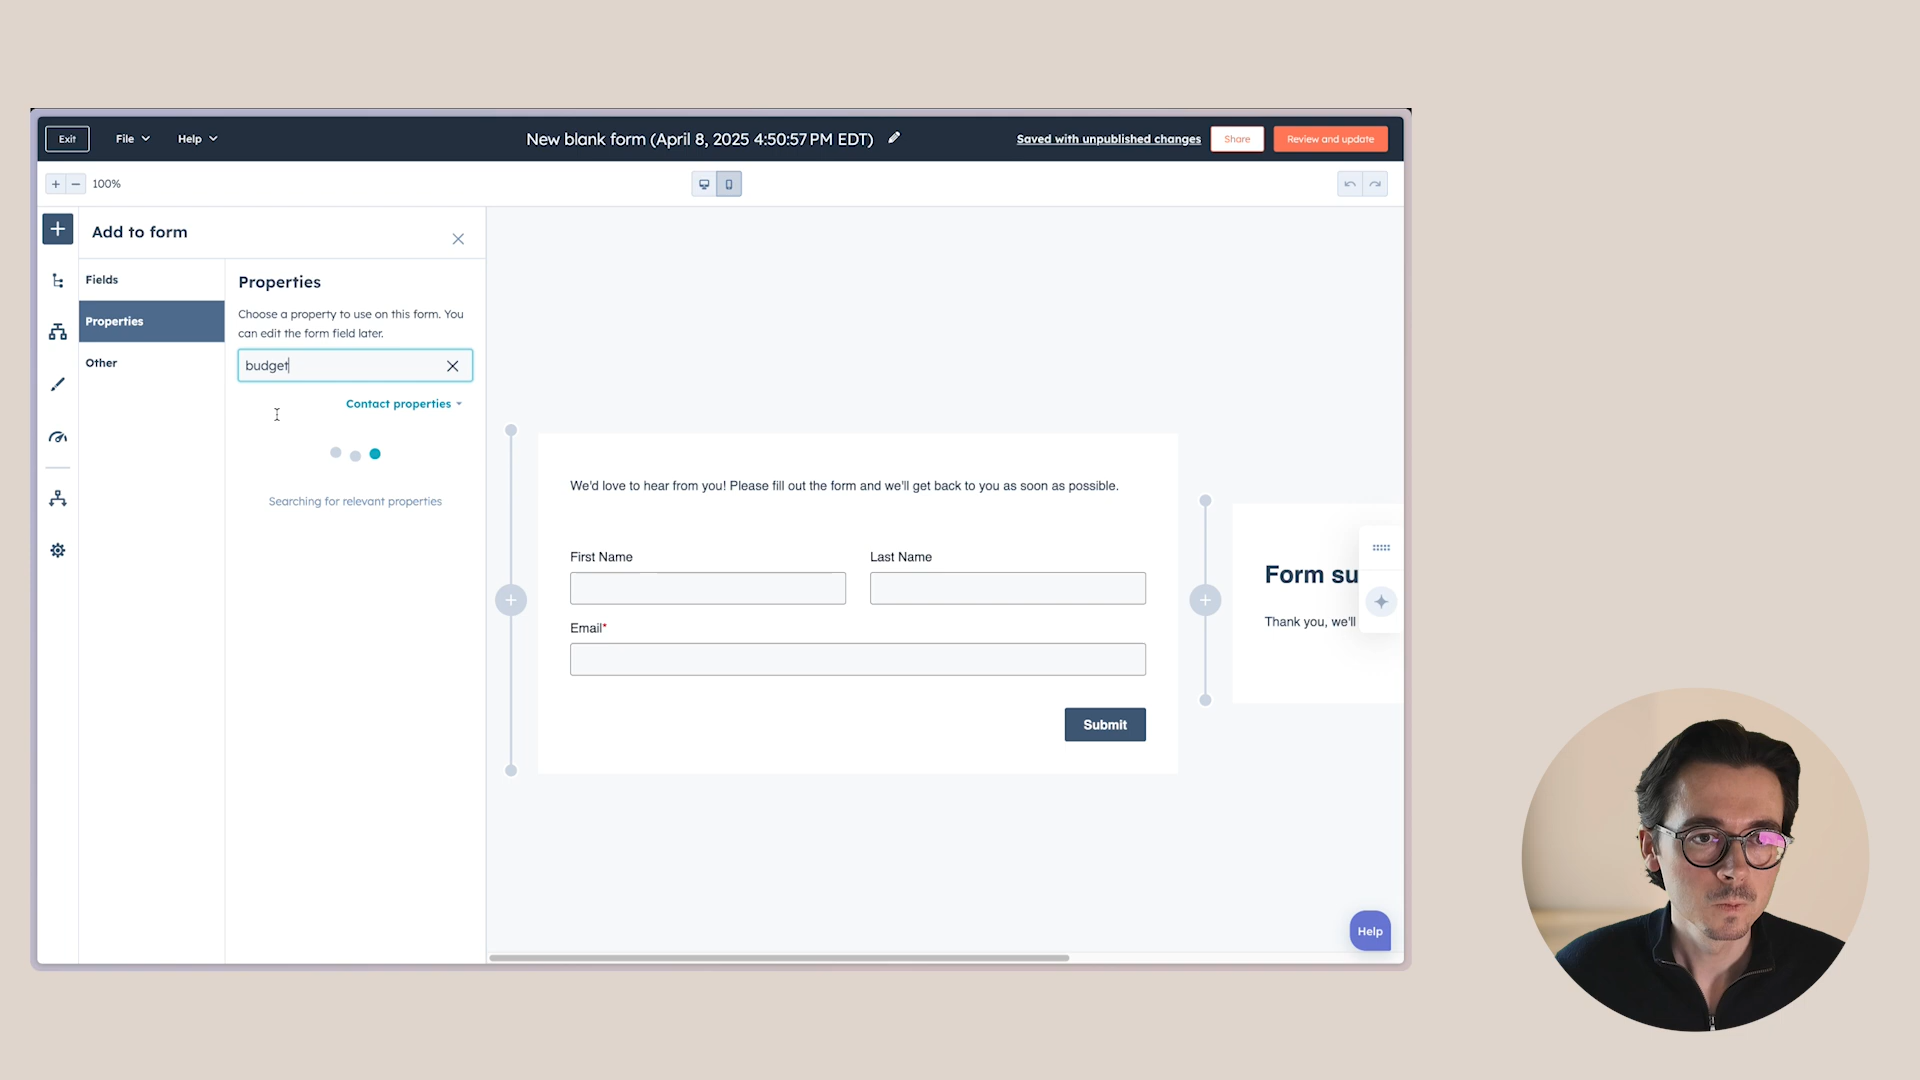 Exit
File
Help
New blank form (April 8, 2025 4:50:57 PM EDT)
Saved with unpublished changes
Share
Review and update
100%
Add to form
Fields
Properties
Other
Properties
Choose a property to use on this form. You
can edit the form field later.
budget
Contact properties
Searching for relevant properties
We'd love to hear from you! Please fill out the form and we'll get back to you as soon as possible.
First Name
Last Name
Email*
Submit
Form su
Thank you, we'll
Help